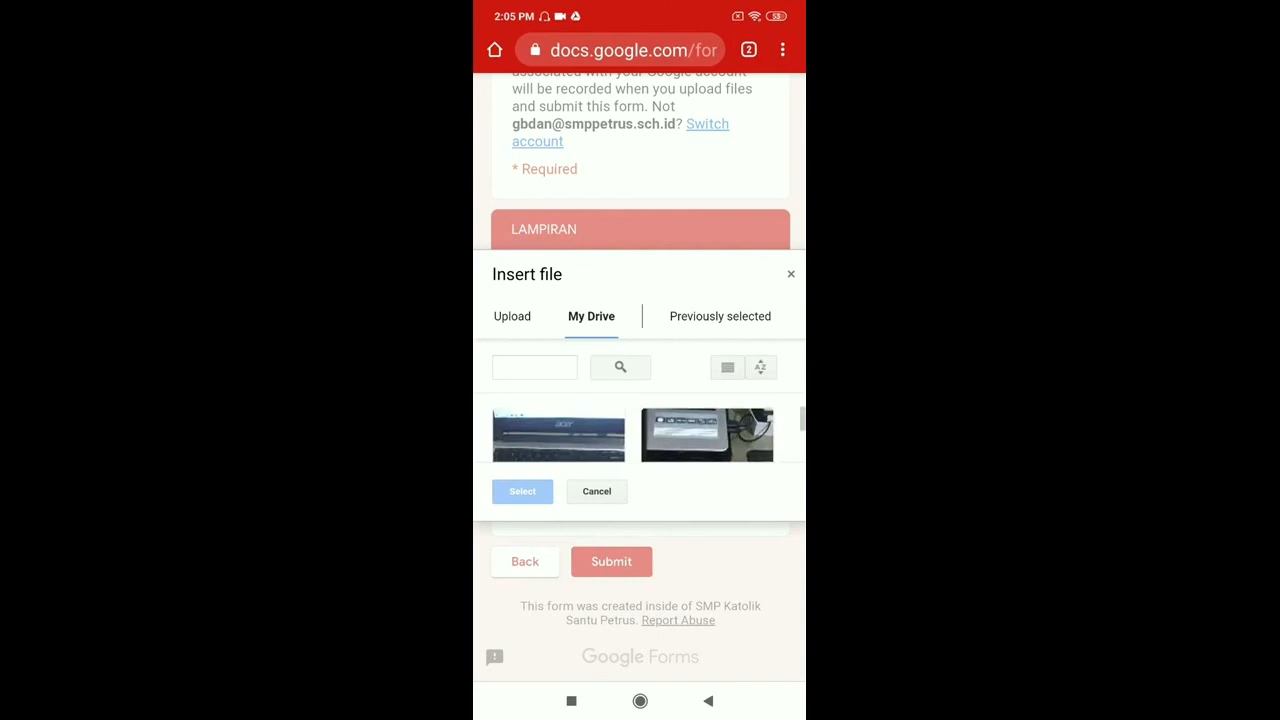 2:05 PM
53
docs.google.com/for
2
associated with your Google account
will be recorded when you upload files
and submit this form. Not
gbdan@smppetrus.sch.id? Switch
account
* Required
LAMPIRAN
Insert file
×
Upload
My Drive
Previously selected
AZ
acer
Select
Cancel
Back
Submit
This form was created inside of SMP Katolik
Santu Petrus. Report Abuse
Google Forms